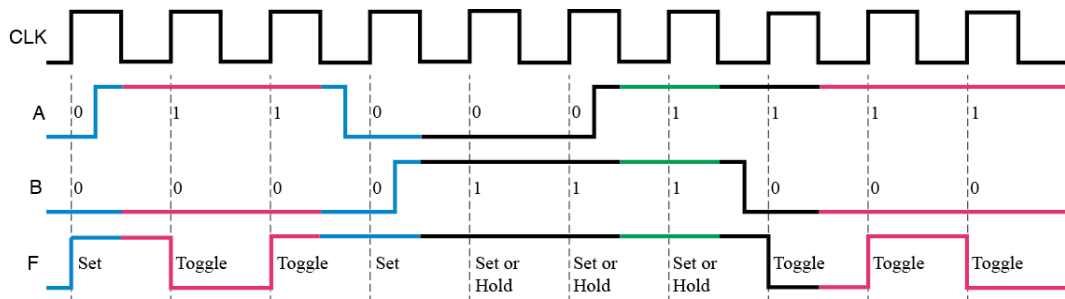 CLK
A 0 1 1 0 0 0 1 1 1 1
B 0 0 0 0 1 1 1 0 0 0
F Set Toggle Toggle Set Set or Set or Set or Toggle Toggle Toggle
Hold Hold Hold